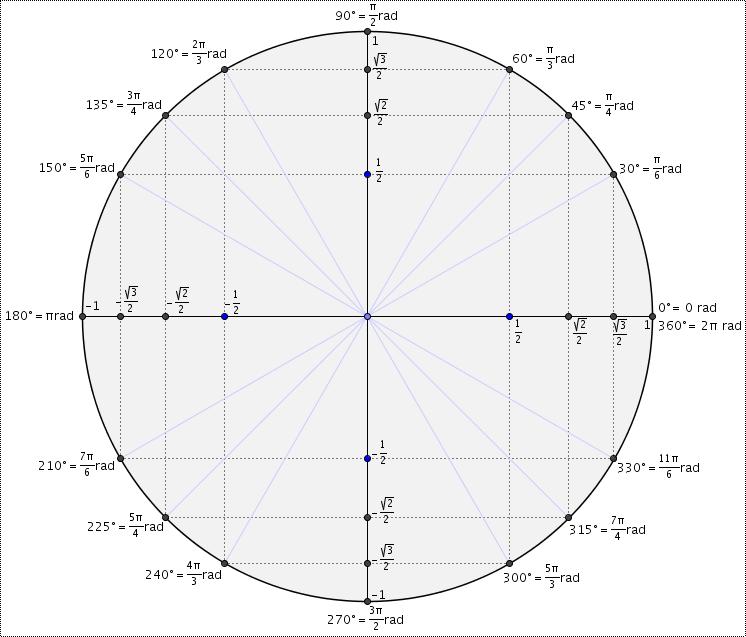 90°= π/2 rad
1
120°= 2π/3 rad
√3/2
60°= π/3 rad
135°= 3π/4 rad
√2/2
45°= π/4 rad
150°= 5π/6 rad
1/2
30°= π/6 rad
180°= πrad
-1
-√3/2
-√2/2
-1/2
1/2
√2/2
√3/2
1
0°= 0 rad
360°= 2π rad
210°= 7π/6 rad
-1/2
330°= 11π/6 rad
225°= 5π/4 rad
-√2/2
315°= 7π/4 rad
240°= 4π/3 rad
-√3/2
300°= 5π/3 rad
-1
270°= 3π/2 rad